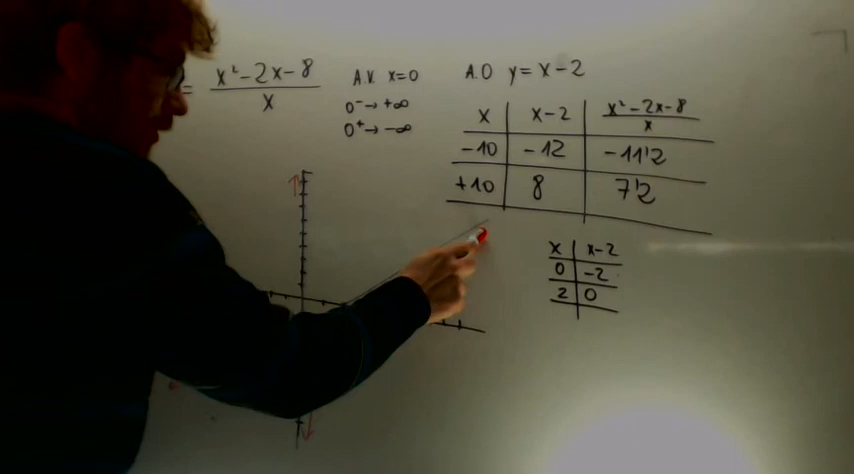 = x² - 2x - 8 / x
A.V. x=0
0⁻ → +∞
0⁺ → -∞
A.O y = x - 2
x | x-2 | x² - 2x - 8 / x
-10 | -12 | -11'2
+10 | 8 | 7'2
x | x-2
0 | -2
2 | 0